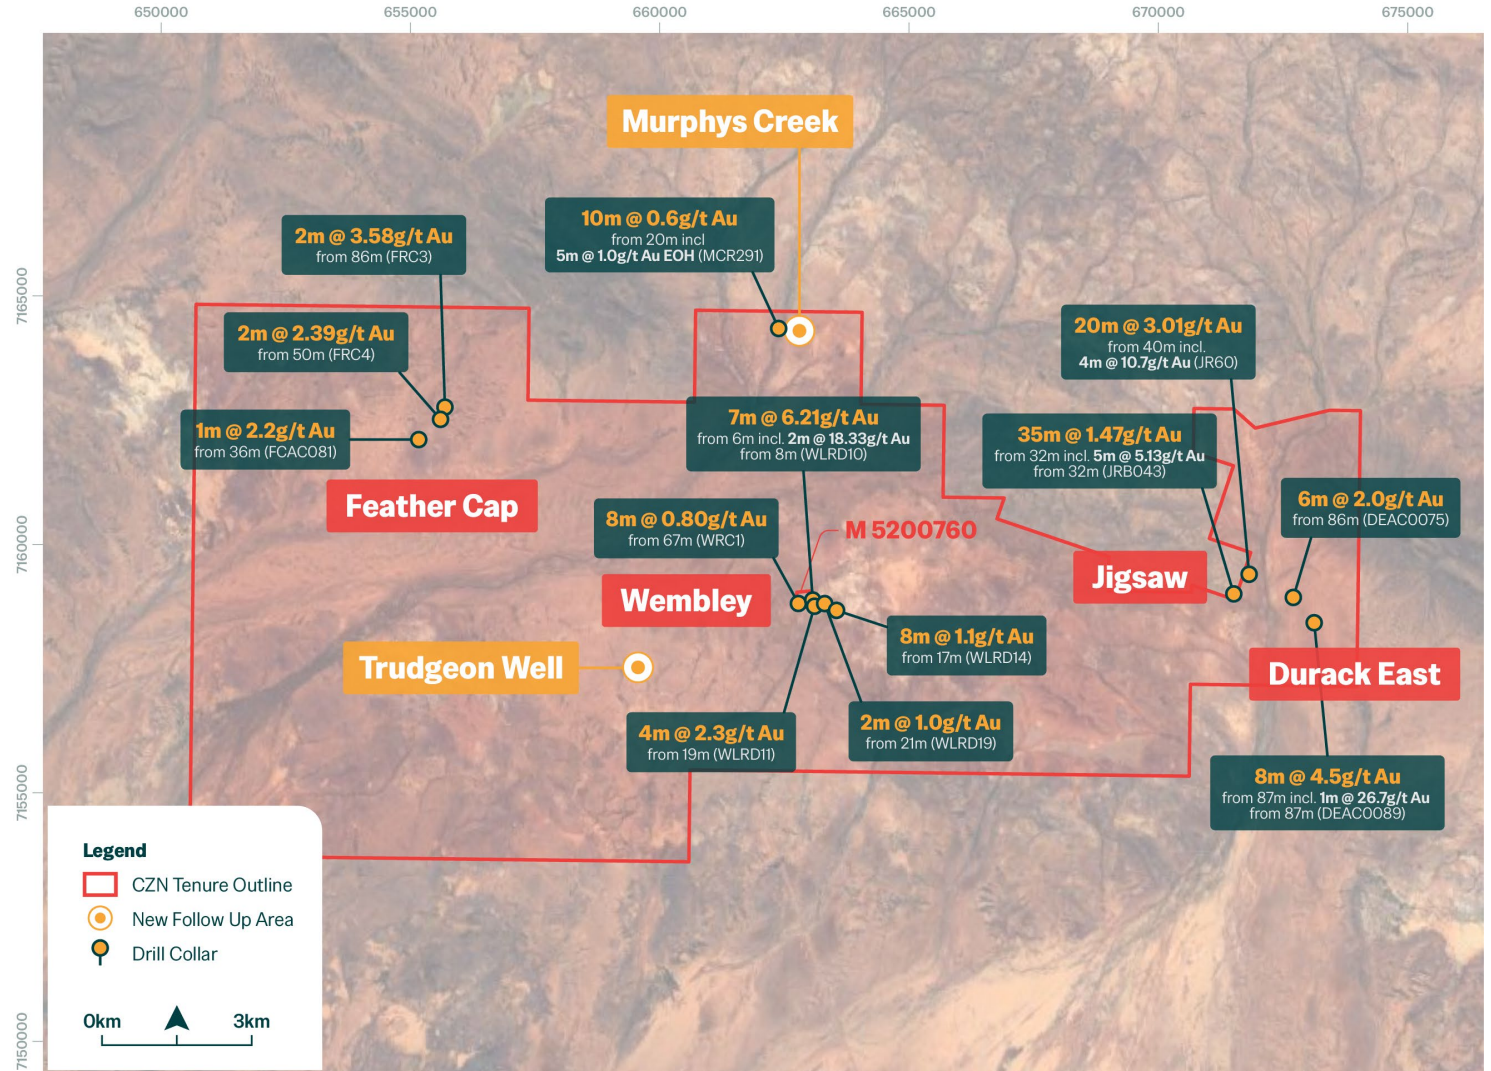 650000
655000
660000
665000
670000
675000
7165000
7160000
7155000
7150000
Murphys Creek
10m @ 0.6g/t Au
from 20m incl
5m @ 1.0g/t Au EOH (MCR291)
2m @ 3.58g/t Au
from 86m (FRC3)
2m @ 2.39g/t Au
from 50m (FRC4)
1m @ 2.2g/t Au
from 36m (FCAC081)
Feather Cap
20m @ 3.01g/t Au
from 40m incl.
4m @ 10.7g/t Au (JR60)
7m @ 6.21g/t Au
from 6m incl. 2m @ 18.33g/t Au
from 8m (WLRD10)
35m @ 1.47g/t Au
from 32m incl. 5m @ 5.13g/t Au
from 32m (JRB043)
6m @ 2.0g/t Au
from 86m (DEAC0075)
8m @ 0.80g/t Au
from 67m (WRC1)
M 5200760
Jigsaw
Wembley
8m @ 1.1g/t Au
from 17m (WLRD14)
Trudgeon Well
Durack East
4m @ 2.3g/t Au
from 19m (WLRD11)
2m @ 1.0g/t Au
from 21m (WLRD19)
8m @ 4.5g/t Au
from 87m incl. 1m @ 26.7g/t Au
from 87m (DEAC0089)
Legend
CZN Tenure Outline
New Follow Up Area
Drill Collar
0km
3km